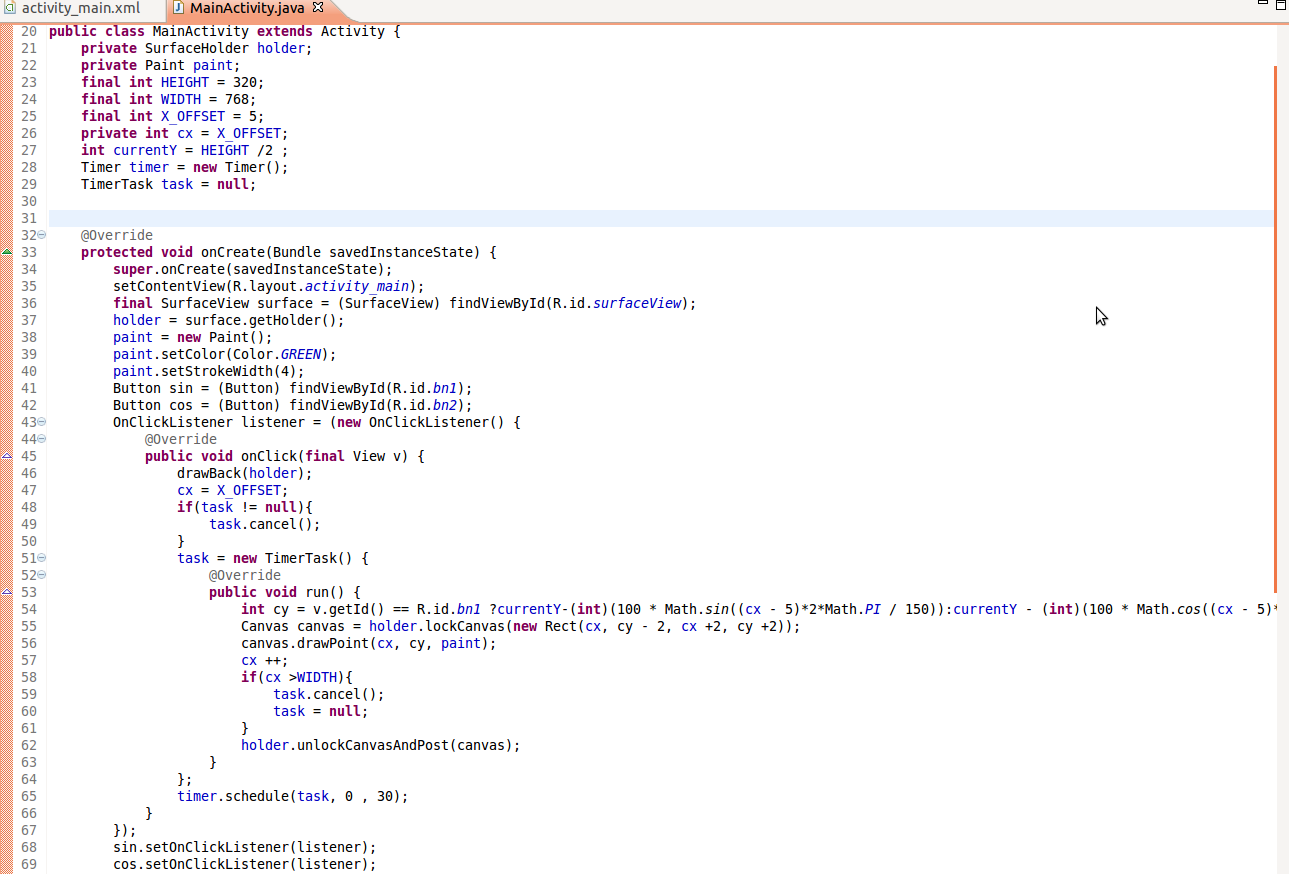 activity_main.xml MainActivity.java
20 public class MainActivity extends Activity {
21 private SurfaceHolder holder;
22 private Paint paint;
23 final int HEIGHT = 320;
24 final int WIDTH = 768;
25 final int X_OFFSET = 5;
26 private int cx = X_OFFSET;
27 int currentY = HEIGHT /2 ;
28 Timer timer = new Timer();
29 TimerTask task = null;
30
31
32 @Override
33 protected void onCreate(Bundle savedInstanceState) {
34 super.onCreate(savedInstanceState);
35 setContentView(R.layout.activity_main);
36 final SurfaceView surface = (SurfaceView) findViewById(R.id.surfaceView);
37 holder = surface.getHolder();
38 paint = new Paint();
39 paint.setColor(Color.GREEN);
40 paint.setStrokeWidth(4);
41 Button sin = (Button) findViewById(R.id.bn1);
42 Button cos = (Button) findViewById(R.id.bn2);
43 OnClickListener listener = (new OnClickListener() {
44 @Override
45 public void onClick(final View v) {
46 drawBack(holder);
47 cx = X_OFFSET;
48 if(task != null){
49 task.cancel();
50 }
51 task = new TimerTask() {
52 @Override
53 public void run() {
54 int cy = v.getId() == R.id.bn1 ?currentY-(int)(100 * Math.sin((cx - 5)*2*Math.PI / 150)):currentY - (int)(100 * Math.cos((cx - 5)*
55 Canvas canvas = holder.lockCanvas(new Rect(cx, cy - 2, cx +2, cy +2));
56 canvas.drawPoint(cx, cy, paint);
57 cx ++;
58 if(cx >WIDTH){
59 task.cancel();
60 task = null;
61 }
62 holder.unlockCanvasAndPost(canvas);
63 }
64 };
65 timer.schedule(task, 0 , 30);
66 }
67 });
68 sin.setOnClickListener(listener);
69 cos.setOnClickListener(listener);